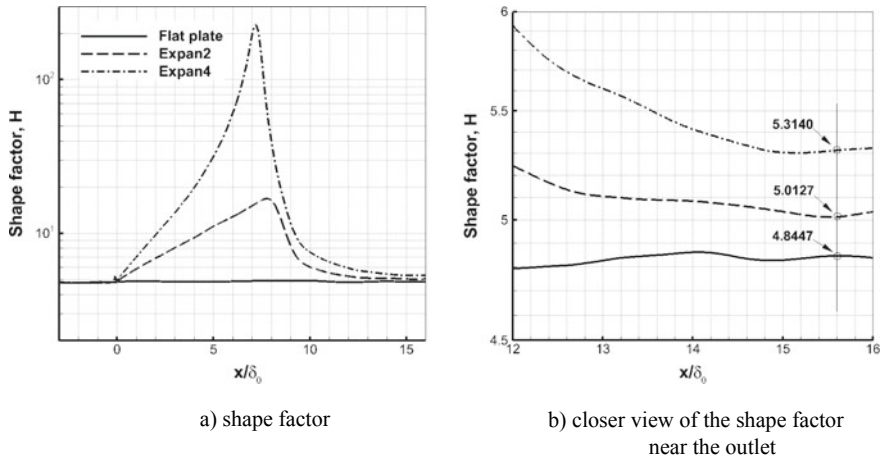 Shape factor, H
10²
10¹
Flat plate
Expan2
Expan4
0
5
10
15
x/δ₀
a) shape factor
Shape factor, H
6
5.5
5
4.5
5.3140
5.0127
4.8447
12
13
14
15
16
x/δ₀
b) closer view of the shape factor
near the outlet